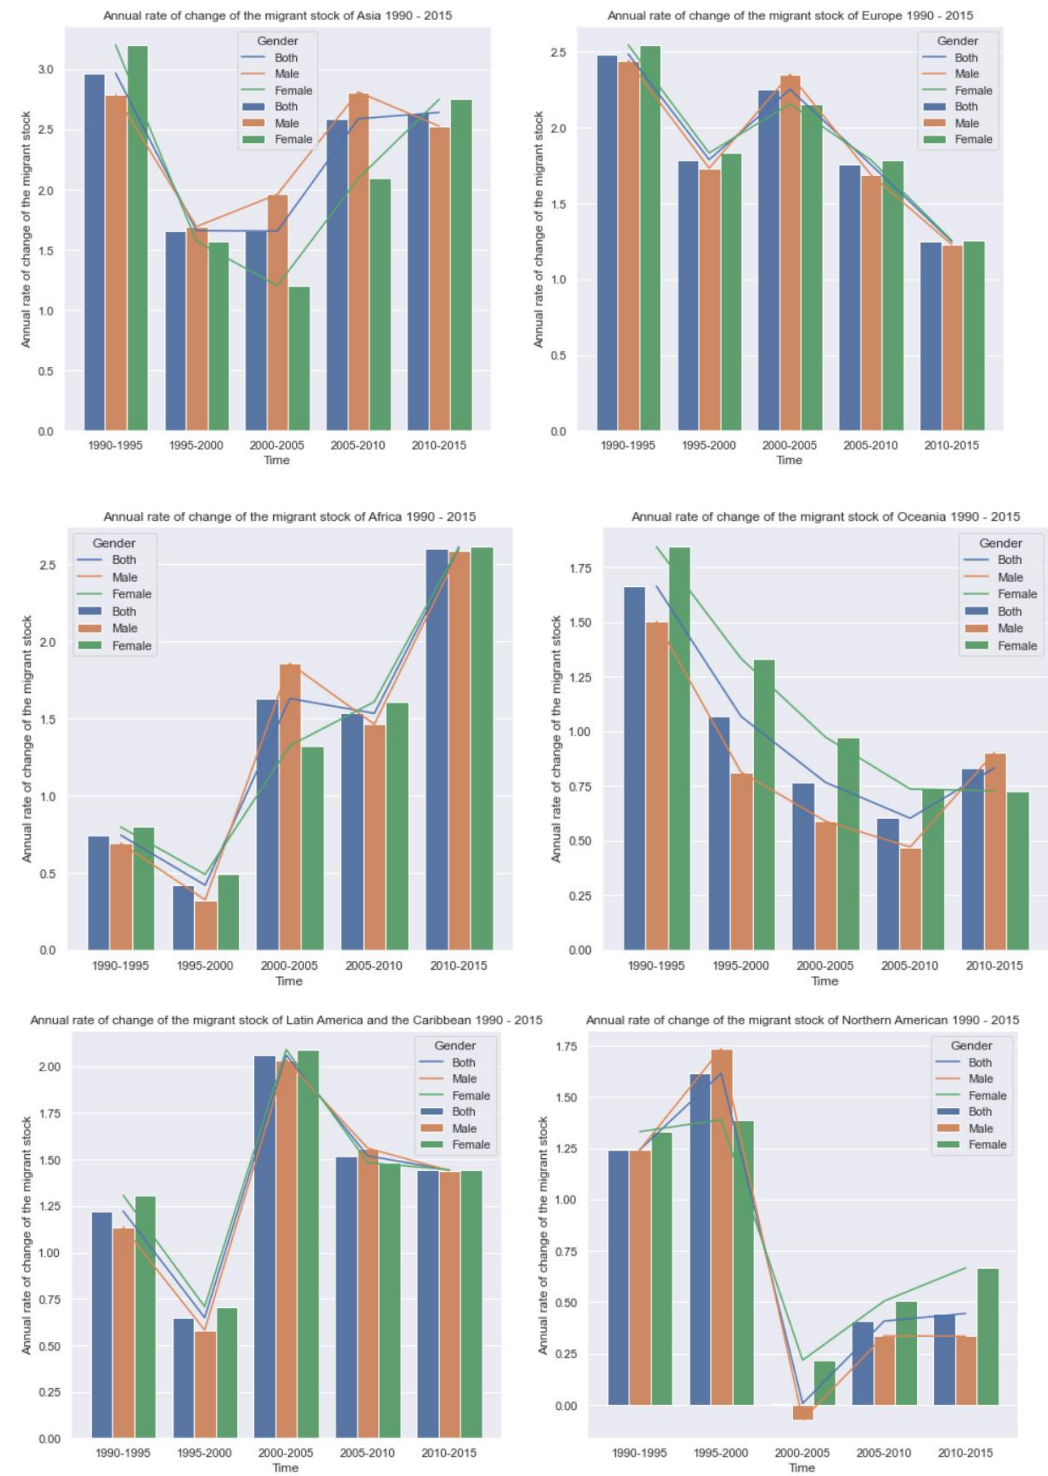 Annual rate of change of the migrant stock of Asia 1990 - 2015
Annual rate of change of the migrant stock
3.0
2.5
2.0
1.5
1.0
0.5
0.0
Gender
Both
Male
Female
Both
Male
Female
1990-1995 1995-2000 2000-2005 2005-2010 2010-2015
Time
Annual rate of change of the migrant stock of Europe 1990 - 2015
Annual rate of change of the migrant stock
2.5
2.0
1.5
1.0
0.5
0.0
Gender
Both
Male
Female
Both
Male
Female
1990-1995 1995-2000 2000-2005 2005-2010 2010-2015
Time
Annual rate of change of the migrant stock of Africa 1990 - 2015
Annual rate of change of the migrant stock
2.5
2.0
1.5
1.0
0.5
0.0
Gender
Both
Male
Female
Both
Male
Female
1990-1995 1995-2000 2000-2005 2005-2010 2010-2015
Time
Annual rate of change of the migrant stock of Oceania 1990 - 2015
Annual rate of change of the migrant stock
1.75
1.50
1.25
1.00
0.75
0.50
0.25
0.00
Gender
Both
Male
Female
Both
Male
Female
1990-1995 1995-2000 2000-2005 2005-2010 2010-2015
Time
Annual rate of change of the migrant stock of Latin America and the Caribbean 1990 - 2015
Annual rate of change of the migrant stock
2.00
1.75
1.50
1.25
1.00
0.75
0.50
0.25
0.00
Gender
Both
Male
Female
Both
Male
Female
1990-1995 1995-2000 2000-2005 2005-2010 2010-2015
Time
Annual rate of change of the migrant stock of Northern American 1990 - 2015
Annual rate of change of the migrant stock
1.75
1.50
1.25
1.00
0.75
0.50
0.25
0.00
Gender
Both
Male
Female
Both
Male
Female
1990-1995 1995-2000 2000-2005 2005-2010 2010-2015
Time